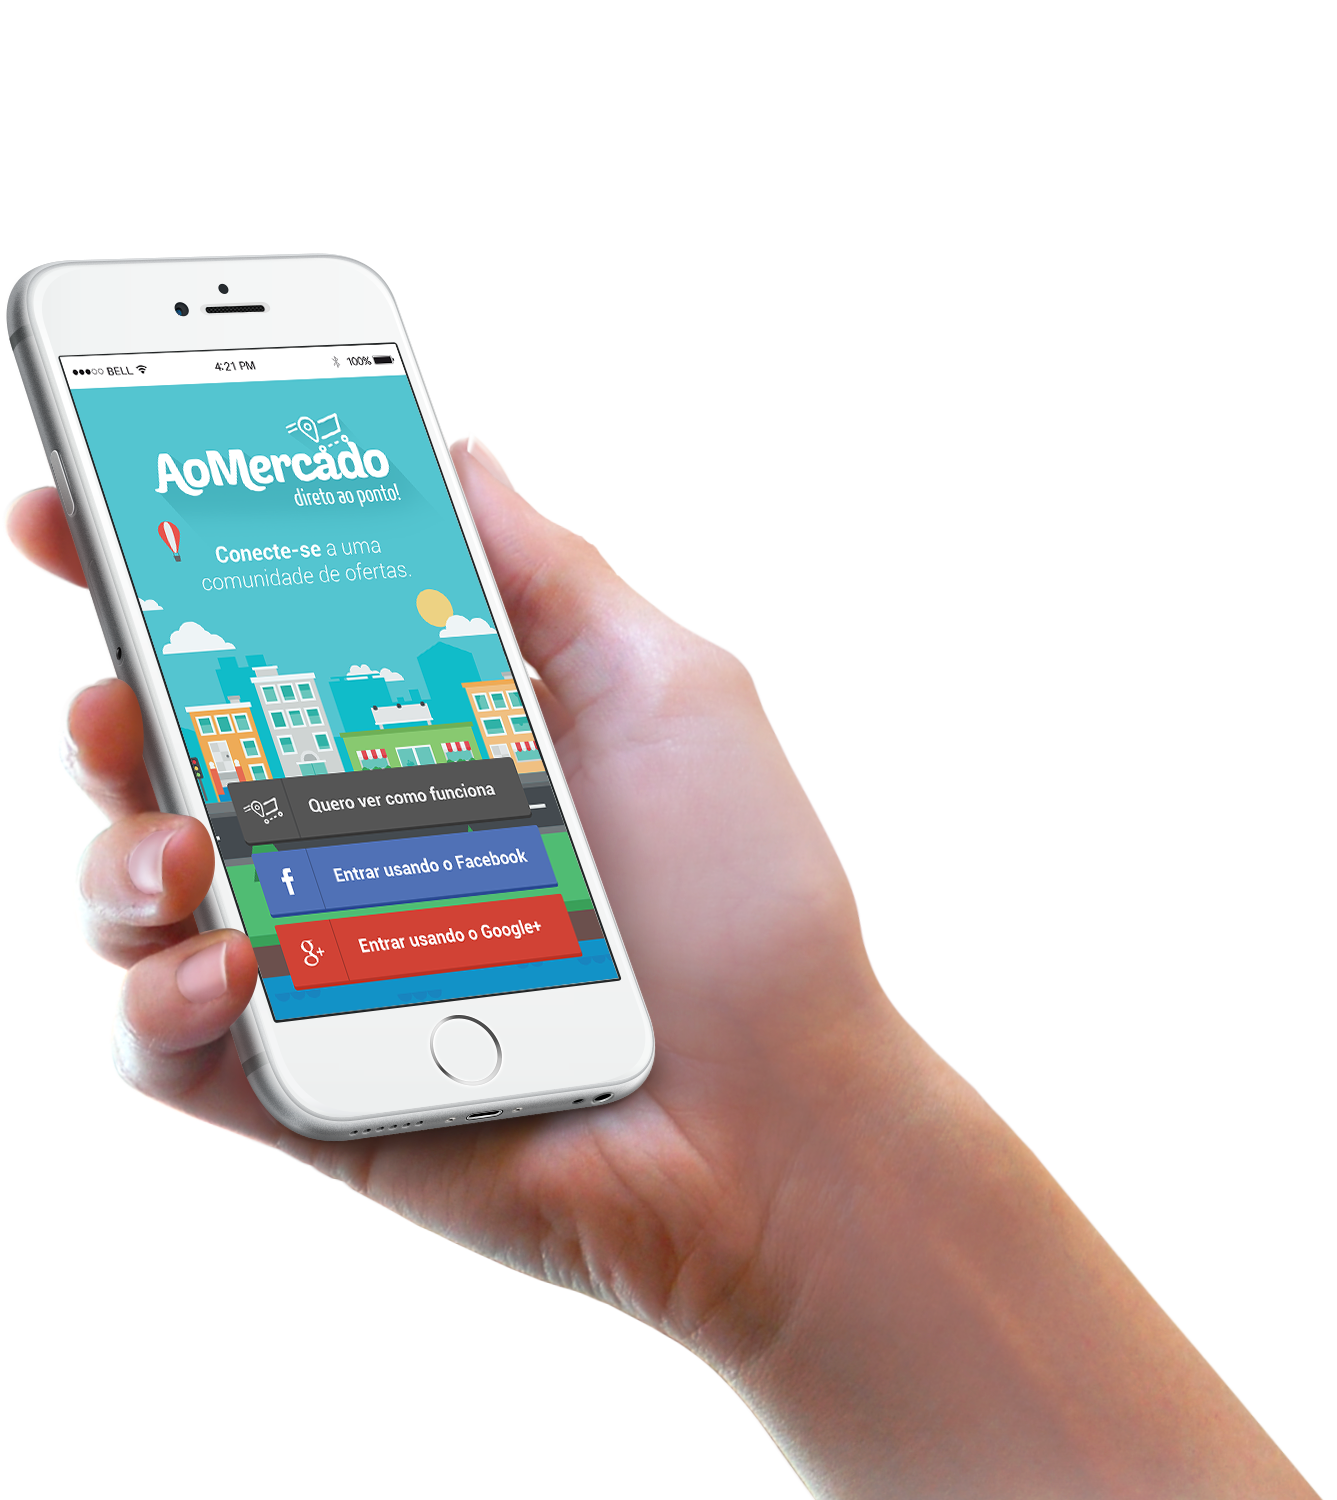 BELL 4:21 PM 100%
AoMercado
direto ao ponto!
Conecte-se a uma
comunidade de ofertas.
Quero ver como funciona
f Entrar usando o Facebook
g+ Entrar usando o Google+